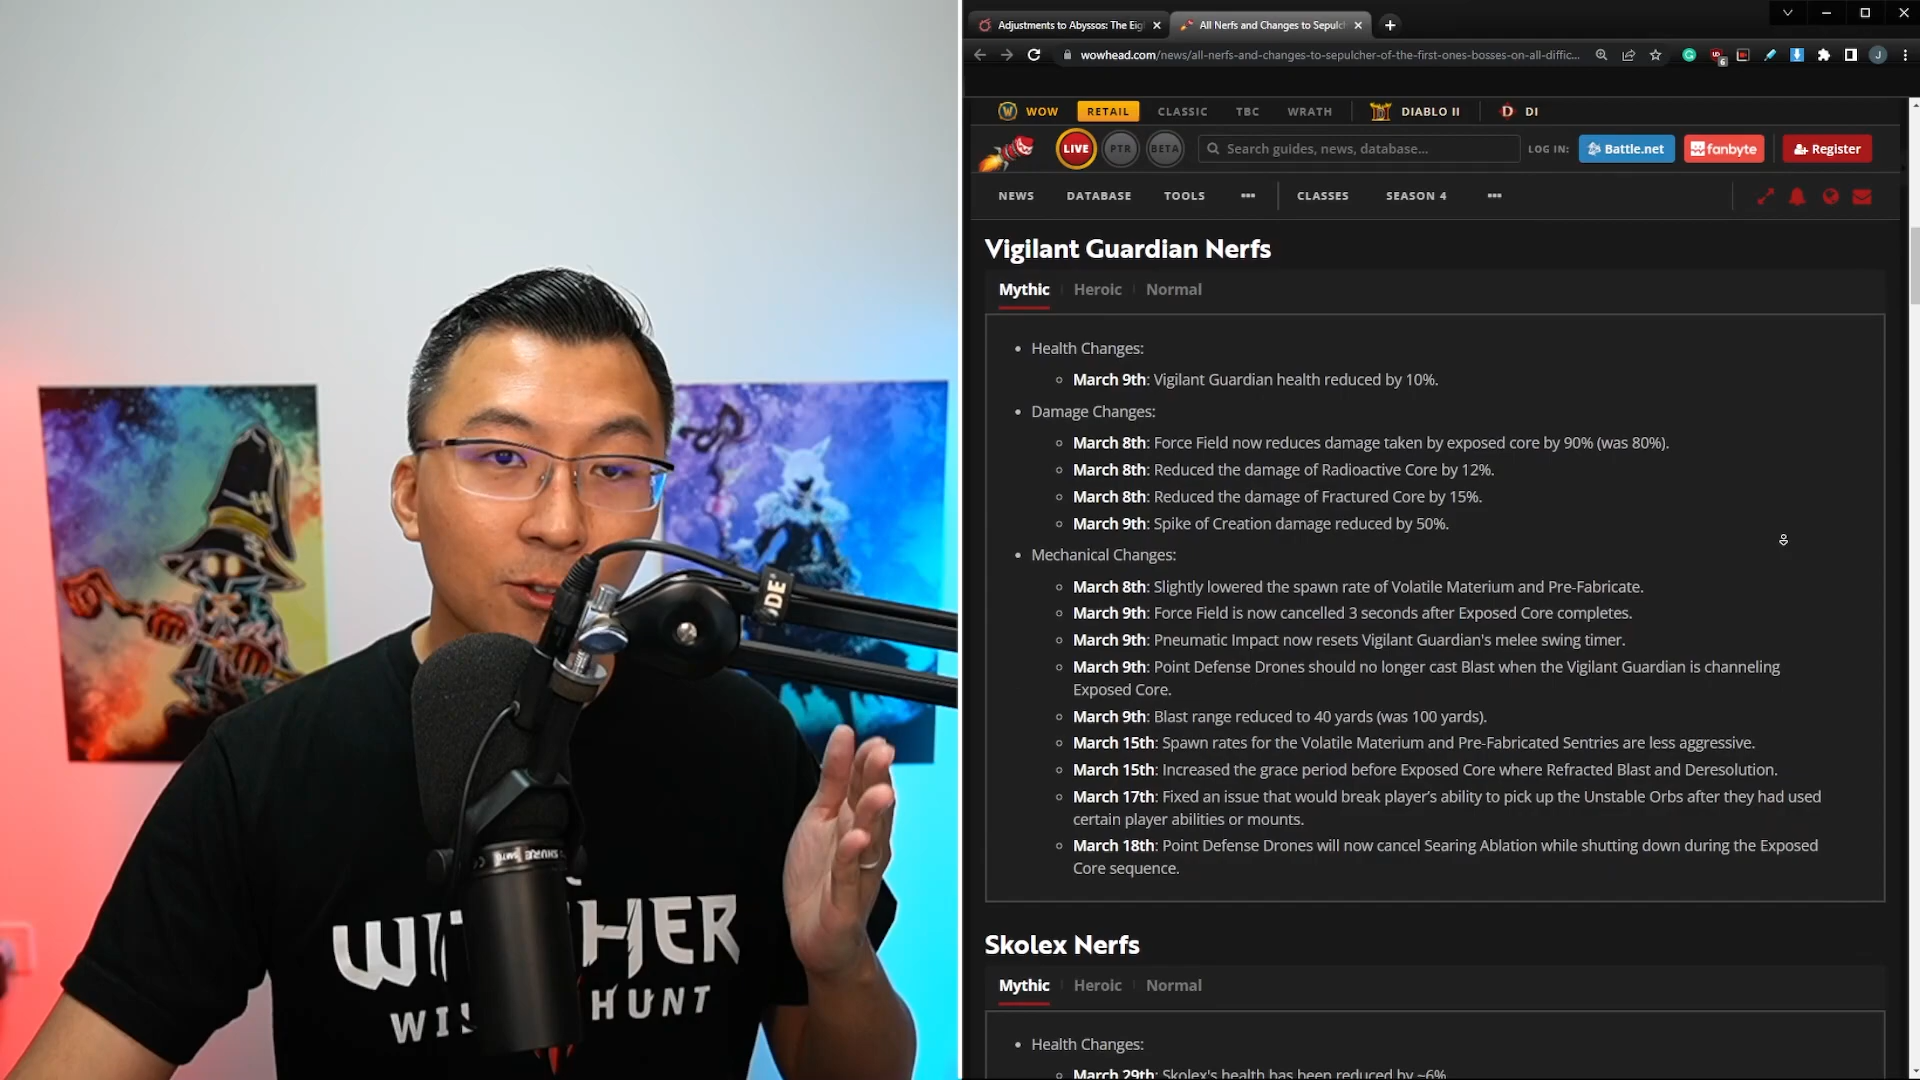 Adjustments to Abyssos: The Eig
All Nerfs and Changes to Sepulc
wowhead.com/news/all-nerfs-and-changes-to-sepulcher-of-the-first-ones-bosses-on-all-diffic...
6
J
WOW
RETAIL
CLASSIC
TBC
WRATH
DIABLO II
DI
LIVE
PTR
BETA
Search guides, news, database...
LOG IN:
Battle.net
fanbyte
Register
NEWS
DATABASE
TOOLS
CLASSES
SEASON 4
Vigilant Guardian Nerfs
Mythic
Heroic
Normal
Health Changes:
March 9th: Vigilant Guardian health reduced by 10%.
Damage Changes:
March 8th: Force Field now reduces damage taken by exposed core by 90% (was 80%).
March 8th: Reduced the damage of Radioactive Core by 12%.
March 8th: Reduced the damage of Fractured Core by 15%.
March 9th: Spike of Creation damage reduced by 50%.
Mechanical Changes:
March 8th: Slightly lowered the spawn rate of Volatile Materium and Pre-Fabricate.
March 9th: Force Field is now cancelled 3 seconds after Exposed Core completes.
March 9th: Pneumatic Impact now resets Vigilant Guardian's melee swing timer.
March 9th: Point Defense Drones should no longer cast Blast when the Vigilant Guardian is channeling
Exposed Core.
March 9th: Blast range reduced to 40 yards (was 100 yards).
March 15th: Spawn rates for the Volatile Materium and Pre-Fabricated Sentries are less aggressive.
March 15th: Increased the grace period before Exposed Core where Refracted Blast and Deresolution.
March 17th: Fixed an issue that would break player's ability to pick up the Unstable Orbs after they had used
certain player abilities or mounts.
March 18th: Point Defense Drones will now cancel Searing Ablation while shutting down during the Exposed
Core sequence.
Skolex Nerfs
Mythic
Heroic
Normal
Health Changes:
March 29th: Skolex's health has been reduced by ~6%
SHURE
HUNT